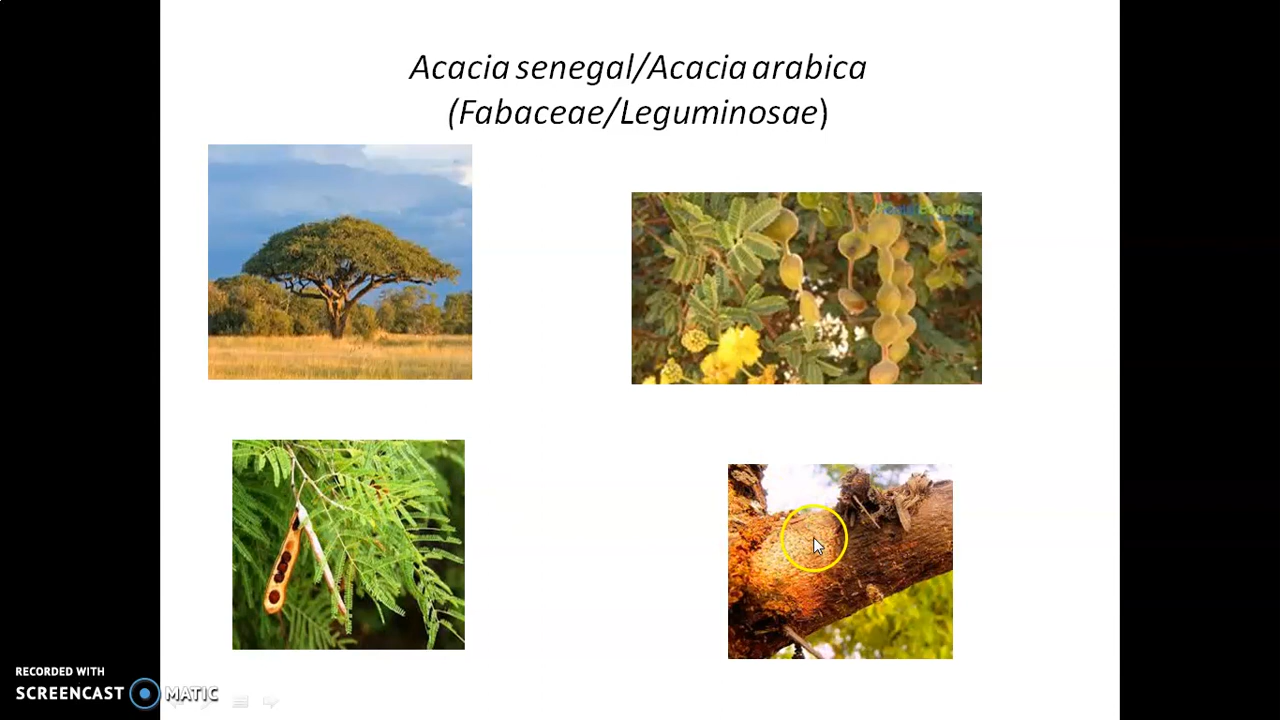 Acacia senegal/Acacia arabica
(Fabaceae/Leguminosae)
RECORDED WITH
SCREENCAST MATIC